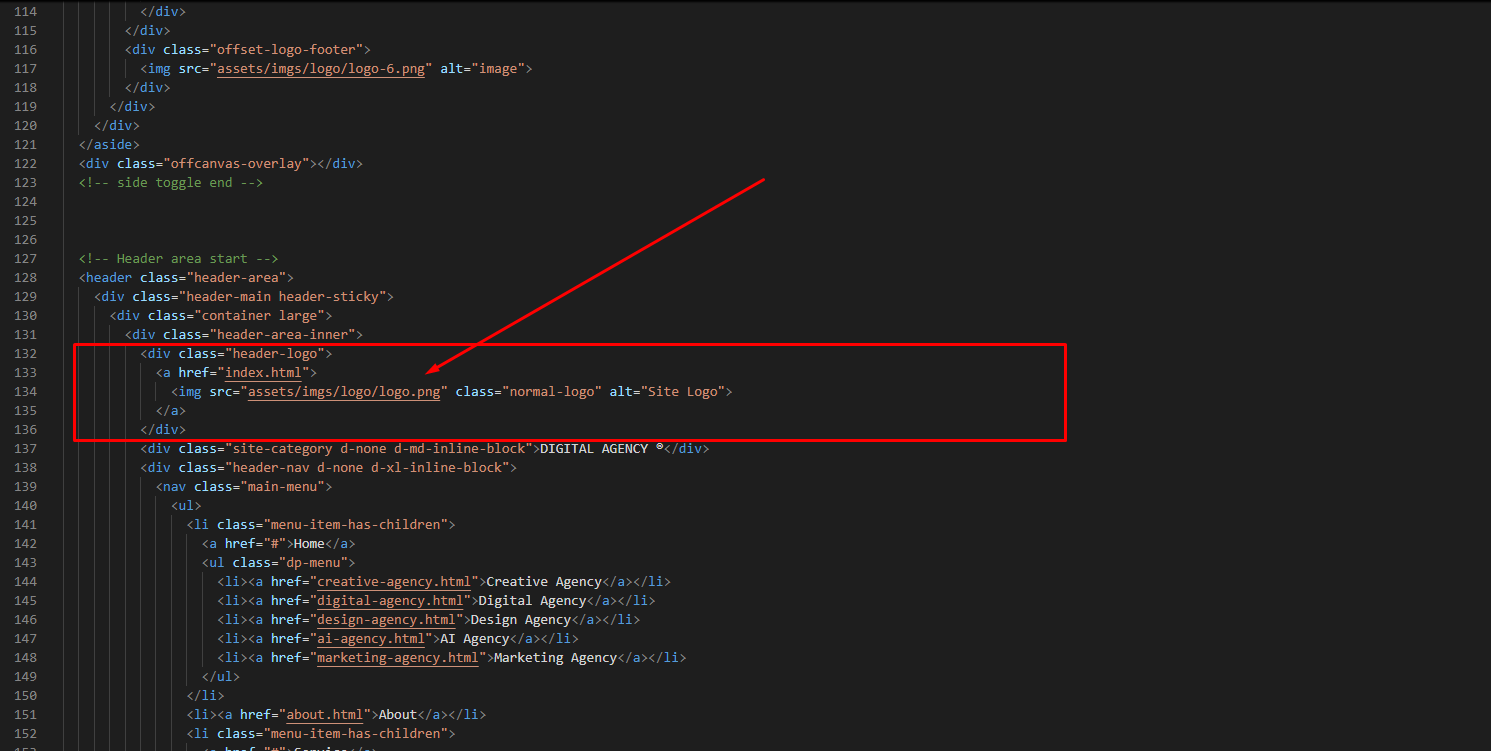 114 </div>
115 </div>
116 <div class="offset-logo-footer">
117 <img src="assets/imgs/logo/logo-6.png" alt="image">
118 </div>
119 </div>
120 </div>
121 </aside>
122 <div class="offcanvas-overlay"></div>
123 <!-- side toggle end -->
124
125
126
127 <!-- Header area start -->
128 <header class="header-area">
129 <div class="header-main header-sticky">
130 <div class="container large">
131 <div class="header-area-inner">
132 <div class="header-logo">
133 <a href="index.html">
134 <img src="assets/imgs/logo/logo.png" class="normal-logo" alt="Site Logo">
135 </a>
136 </div>
137 <div class="site-category d-none d-md-inline-block">DIGITAL AGENCY ®</div>
138 <div class="header-nav d-none d-xl-inline-block">
139 <nav class="main-menu">
140 <ul>
141 <li class="menu-item-has-children">
142 <a href="#">Home</a>
143 <ul class="dp-menu">
144 <li><a href="creative-agency.html">Creative Agency</a></li>
145 <li><a href="digital-agency.html">Digital Agency</a></li>
146 <li><a href="design-agency.html">Design Agency</a></li>
147 <li><a href="ai-agency.html">AI Agency</a></li>
148 <li><a href="marketing-agency.html">Marketing Agency</a></li>
149 </ul>
150 </li>
151 <li><a href="about.html">About</a></li>
152 <li class="menu-item-has-children">